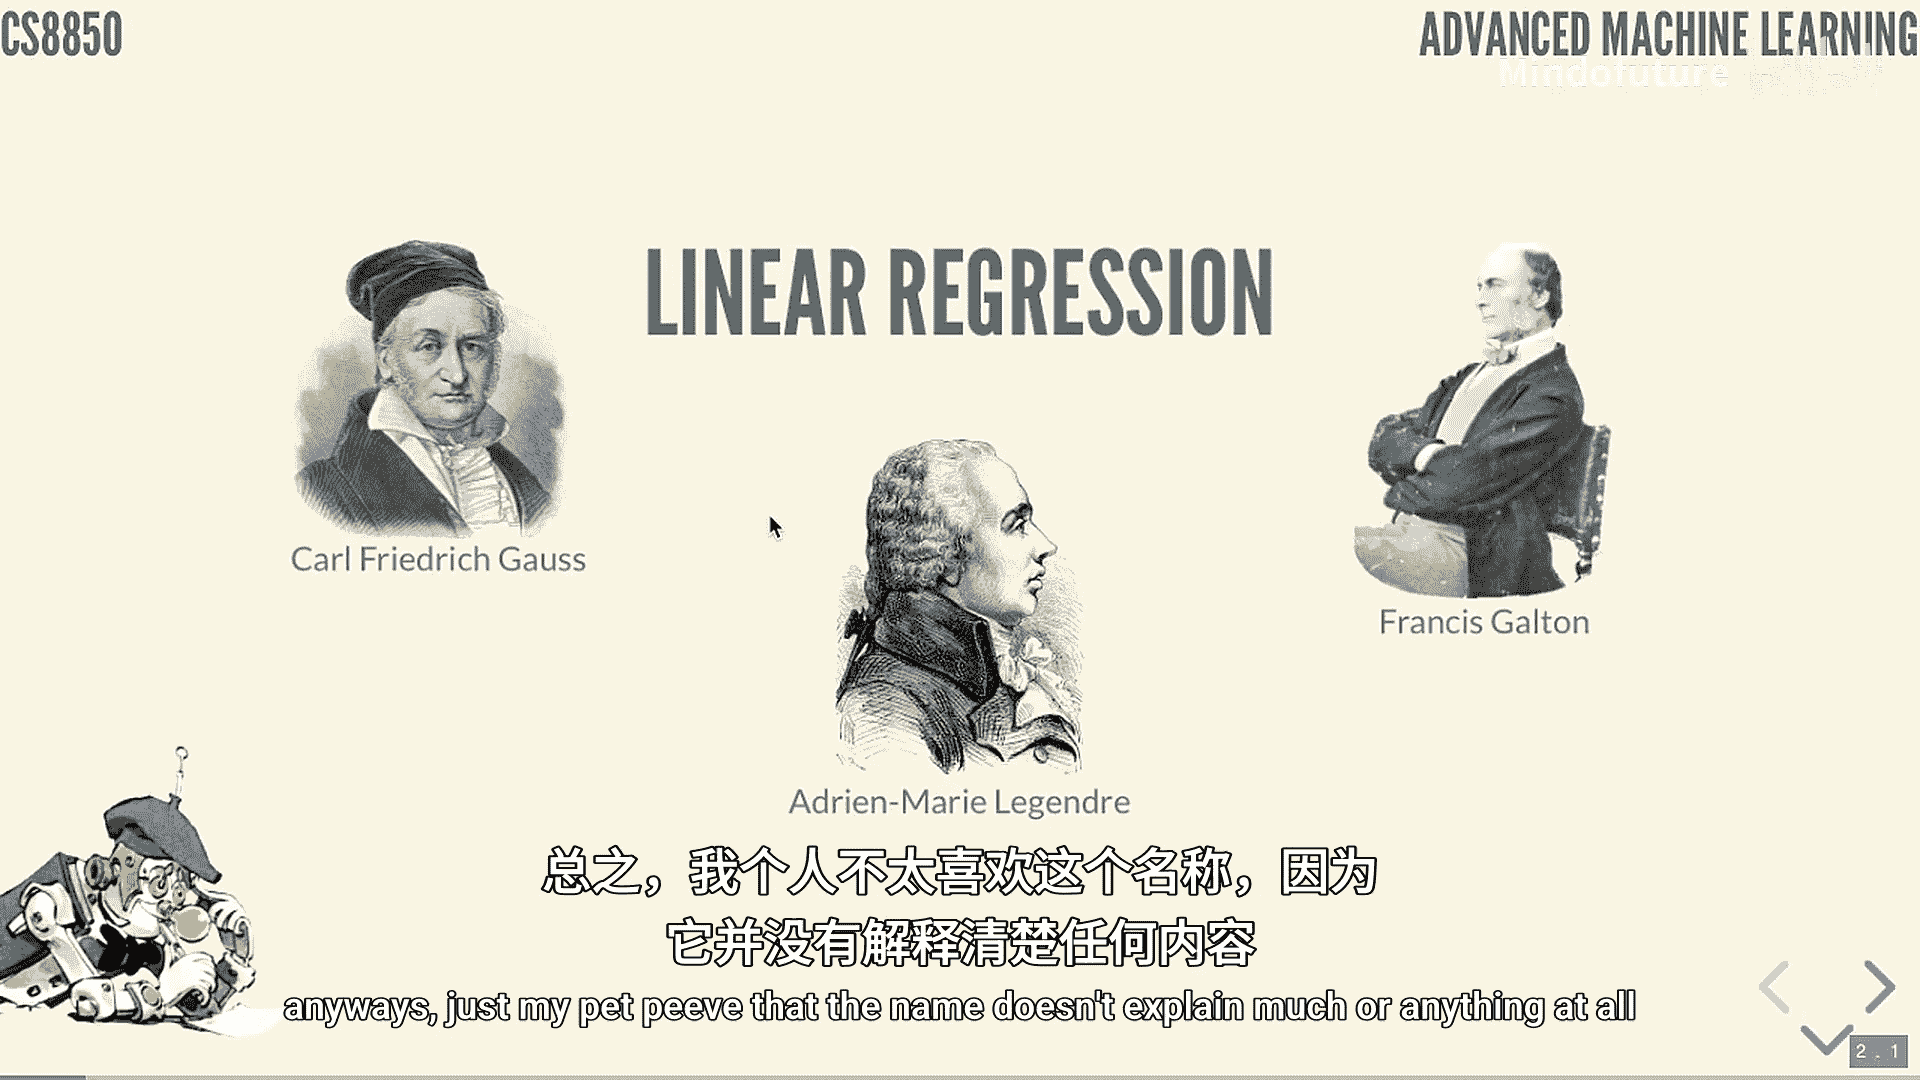 CS8850
ADVANCED MACHINE LEARNING
Mindofuture
LINEAR REGRESSION
Carl Friedrich Gauss
Francis Galton
Adrien-Marie Legendre
总之，我个人不太喜欢这个名称，因为
它并没有解释清楚任何内容
anyways, just my pet peeve that the name doesn't explain much or anything at all
2 . 1